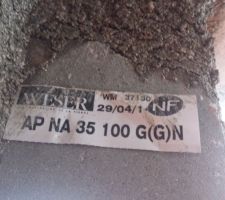 WESER
WM 37130
29/04/1
NF
AP NA 35 100 G(G)N